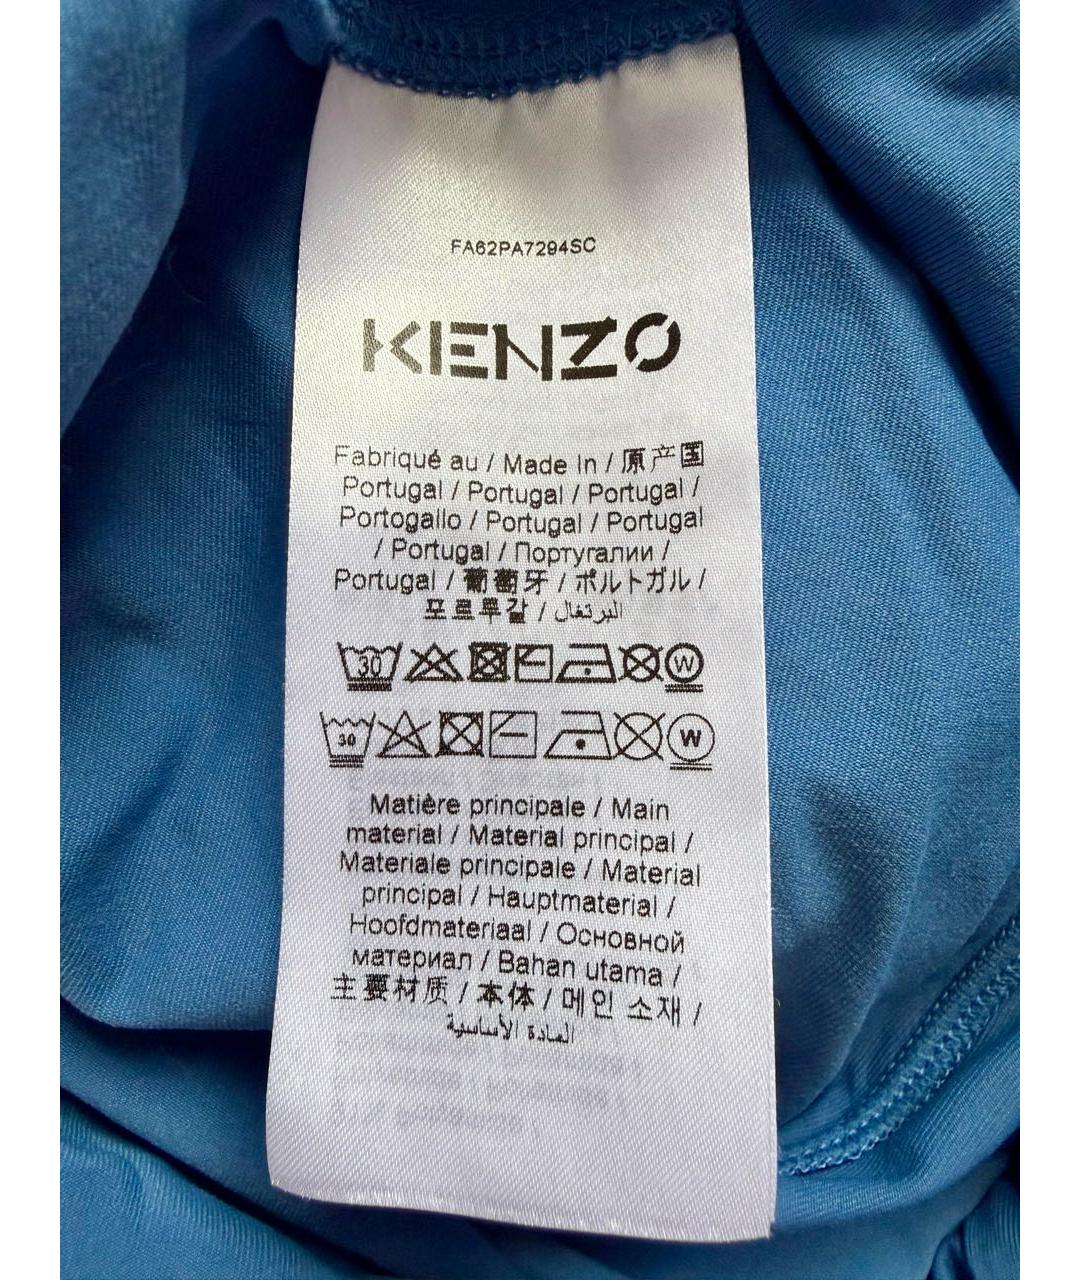 FA62PA7294SC
KENZO
Fabriqué au / Made In / 原产国
Portugal / Portugal / Portugal /
Portogallo / Portugal / Portugal
/ Portugal / Португалии /
Portugal / 葡萄牙 / ポルトガル /
포르투갈 / البرتغال
30 W
30 W
Matière principale / Main
material / Material principal /
Materiale principale / Material
principal / Hauptmaterial /
Hoofdmateriaal / Основной
материал / Bahan utama /
主要材质 / 本体 / 메인 소재 /
المادة الأساسية